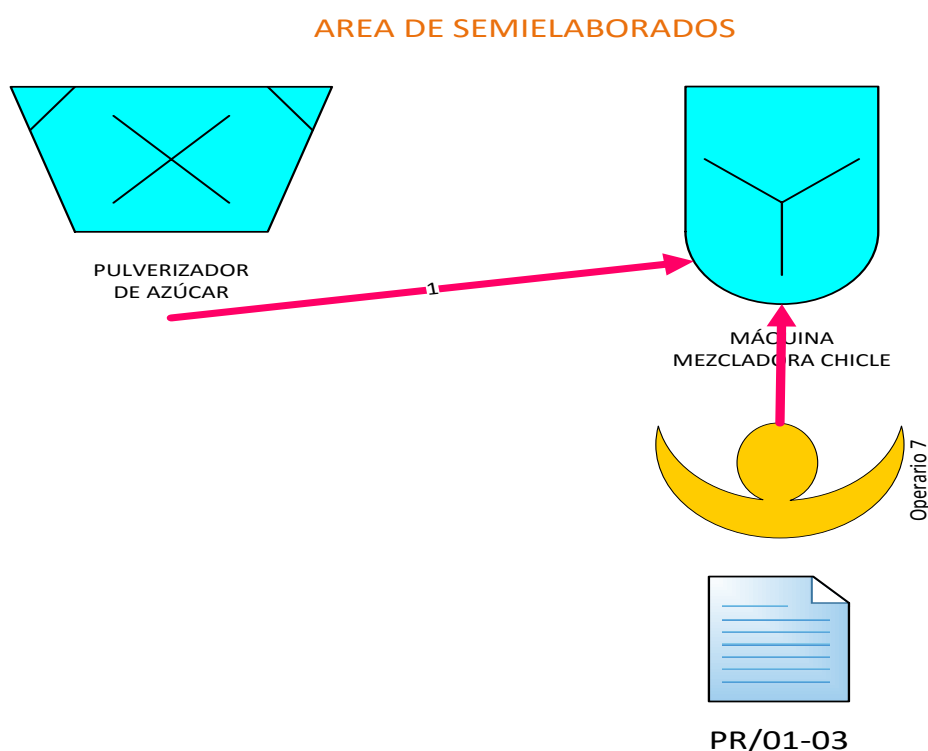 AREA DE SEMIELABORADOS
PULVERIZADOR
DE AZÚCAR
1
MÁQUINA
MEZCLADORA CHICLE
Operario 7
PR/01-03